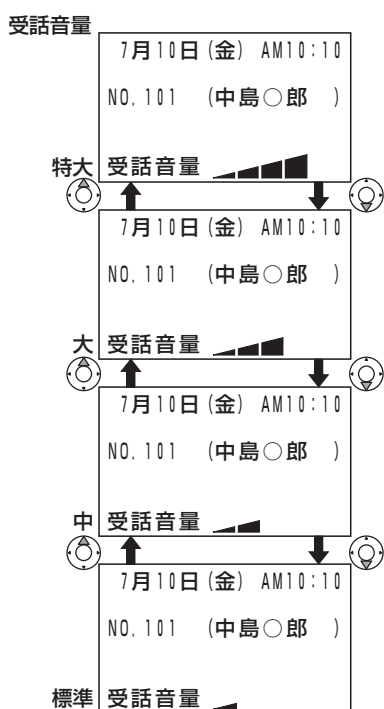 受話音量
7月10日(金) AM10:10
NO.101 (中島○郎 )
特大 受話音量
7月10日(金) AM10:10
NO.101 (中島○郎 )
大 受話音量
7月10日(金) AM10:10
NO.101 (中島○郎 )
中 受話音量
7月10日(金) AM10:10
NO.101 (中島○郎 )
標準 受話音量